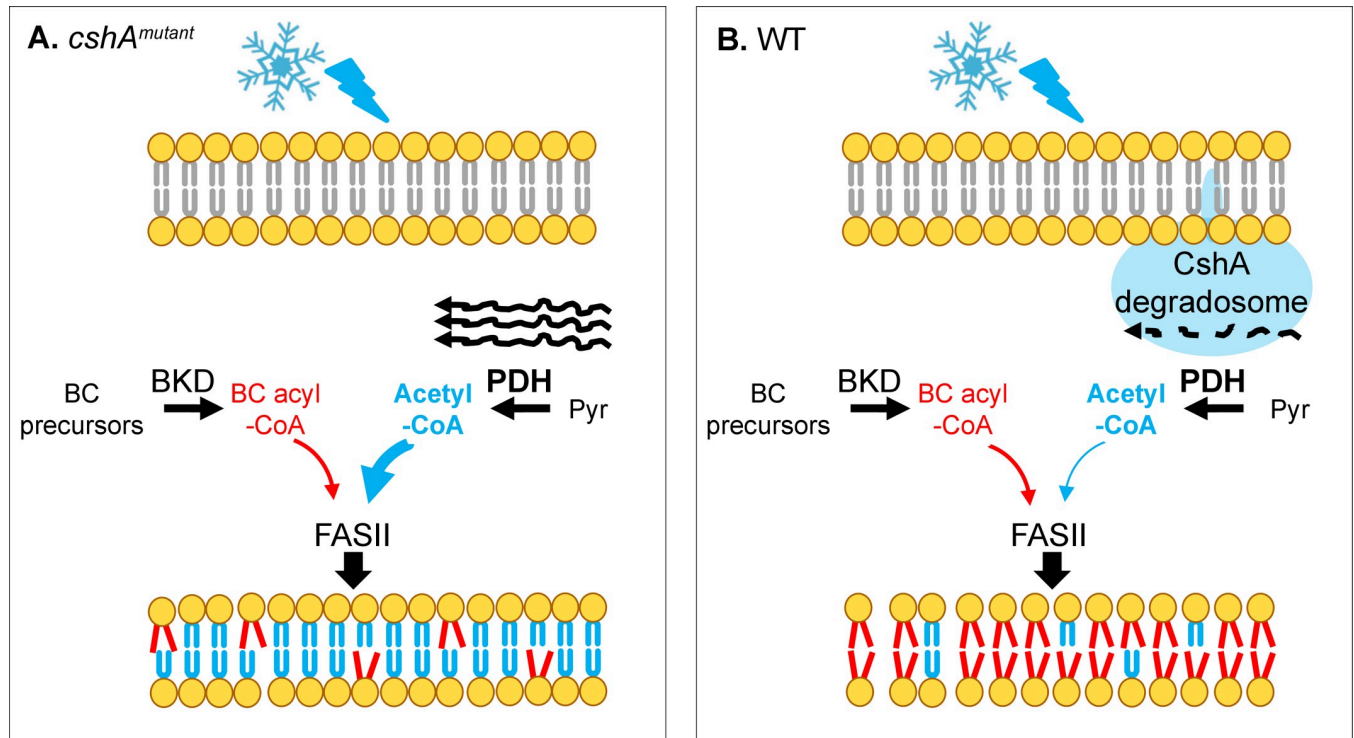 A. cshAmutant
BKD
PDH
BC
precursors
BC acyl
-CoA
Acetyl
-CoA
Pyr
FASII
B. WT
CshA
degradosome
BKD
PDH
BC
precursors
BC acyl
-CoA
Acetyl
-CoA
Pyr
FASII